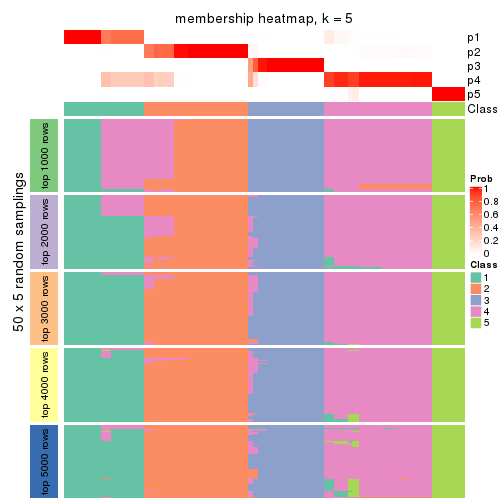 membership heatmap, k = 5
p1
p2
p3
p4
p5
Class
50 x 5 random samplings
top 1000 rows
top 2000 rows
top 3000 rows
top 4000 rows
top 5000 rows
Prob
1
0.8
0.6
0.4
0.2
0
Class
1
2
3
4
5